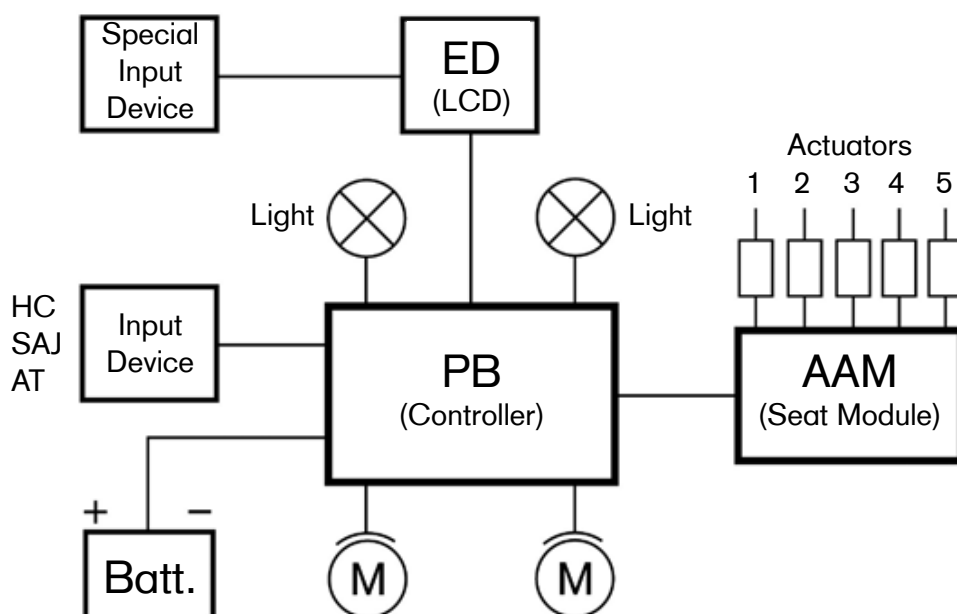 Special
Input
Device
ED
(LCD)
Actuators
1 2 3 4 5
Light
Light
HC
SAJ
AT
Input
Device
PB
(Controller)
AAM
(Seat Module)
+ −
Batt.
M
M